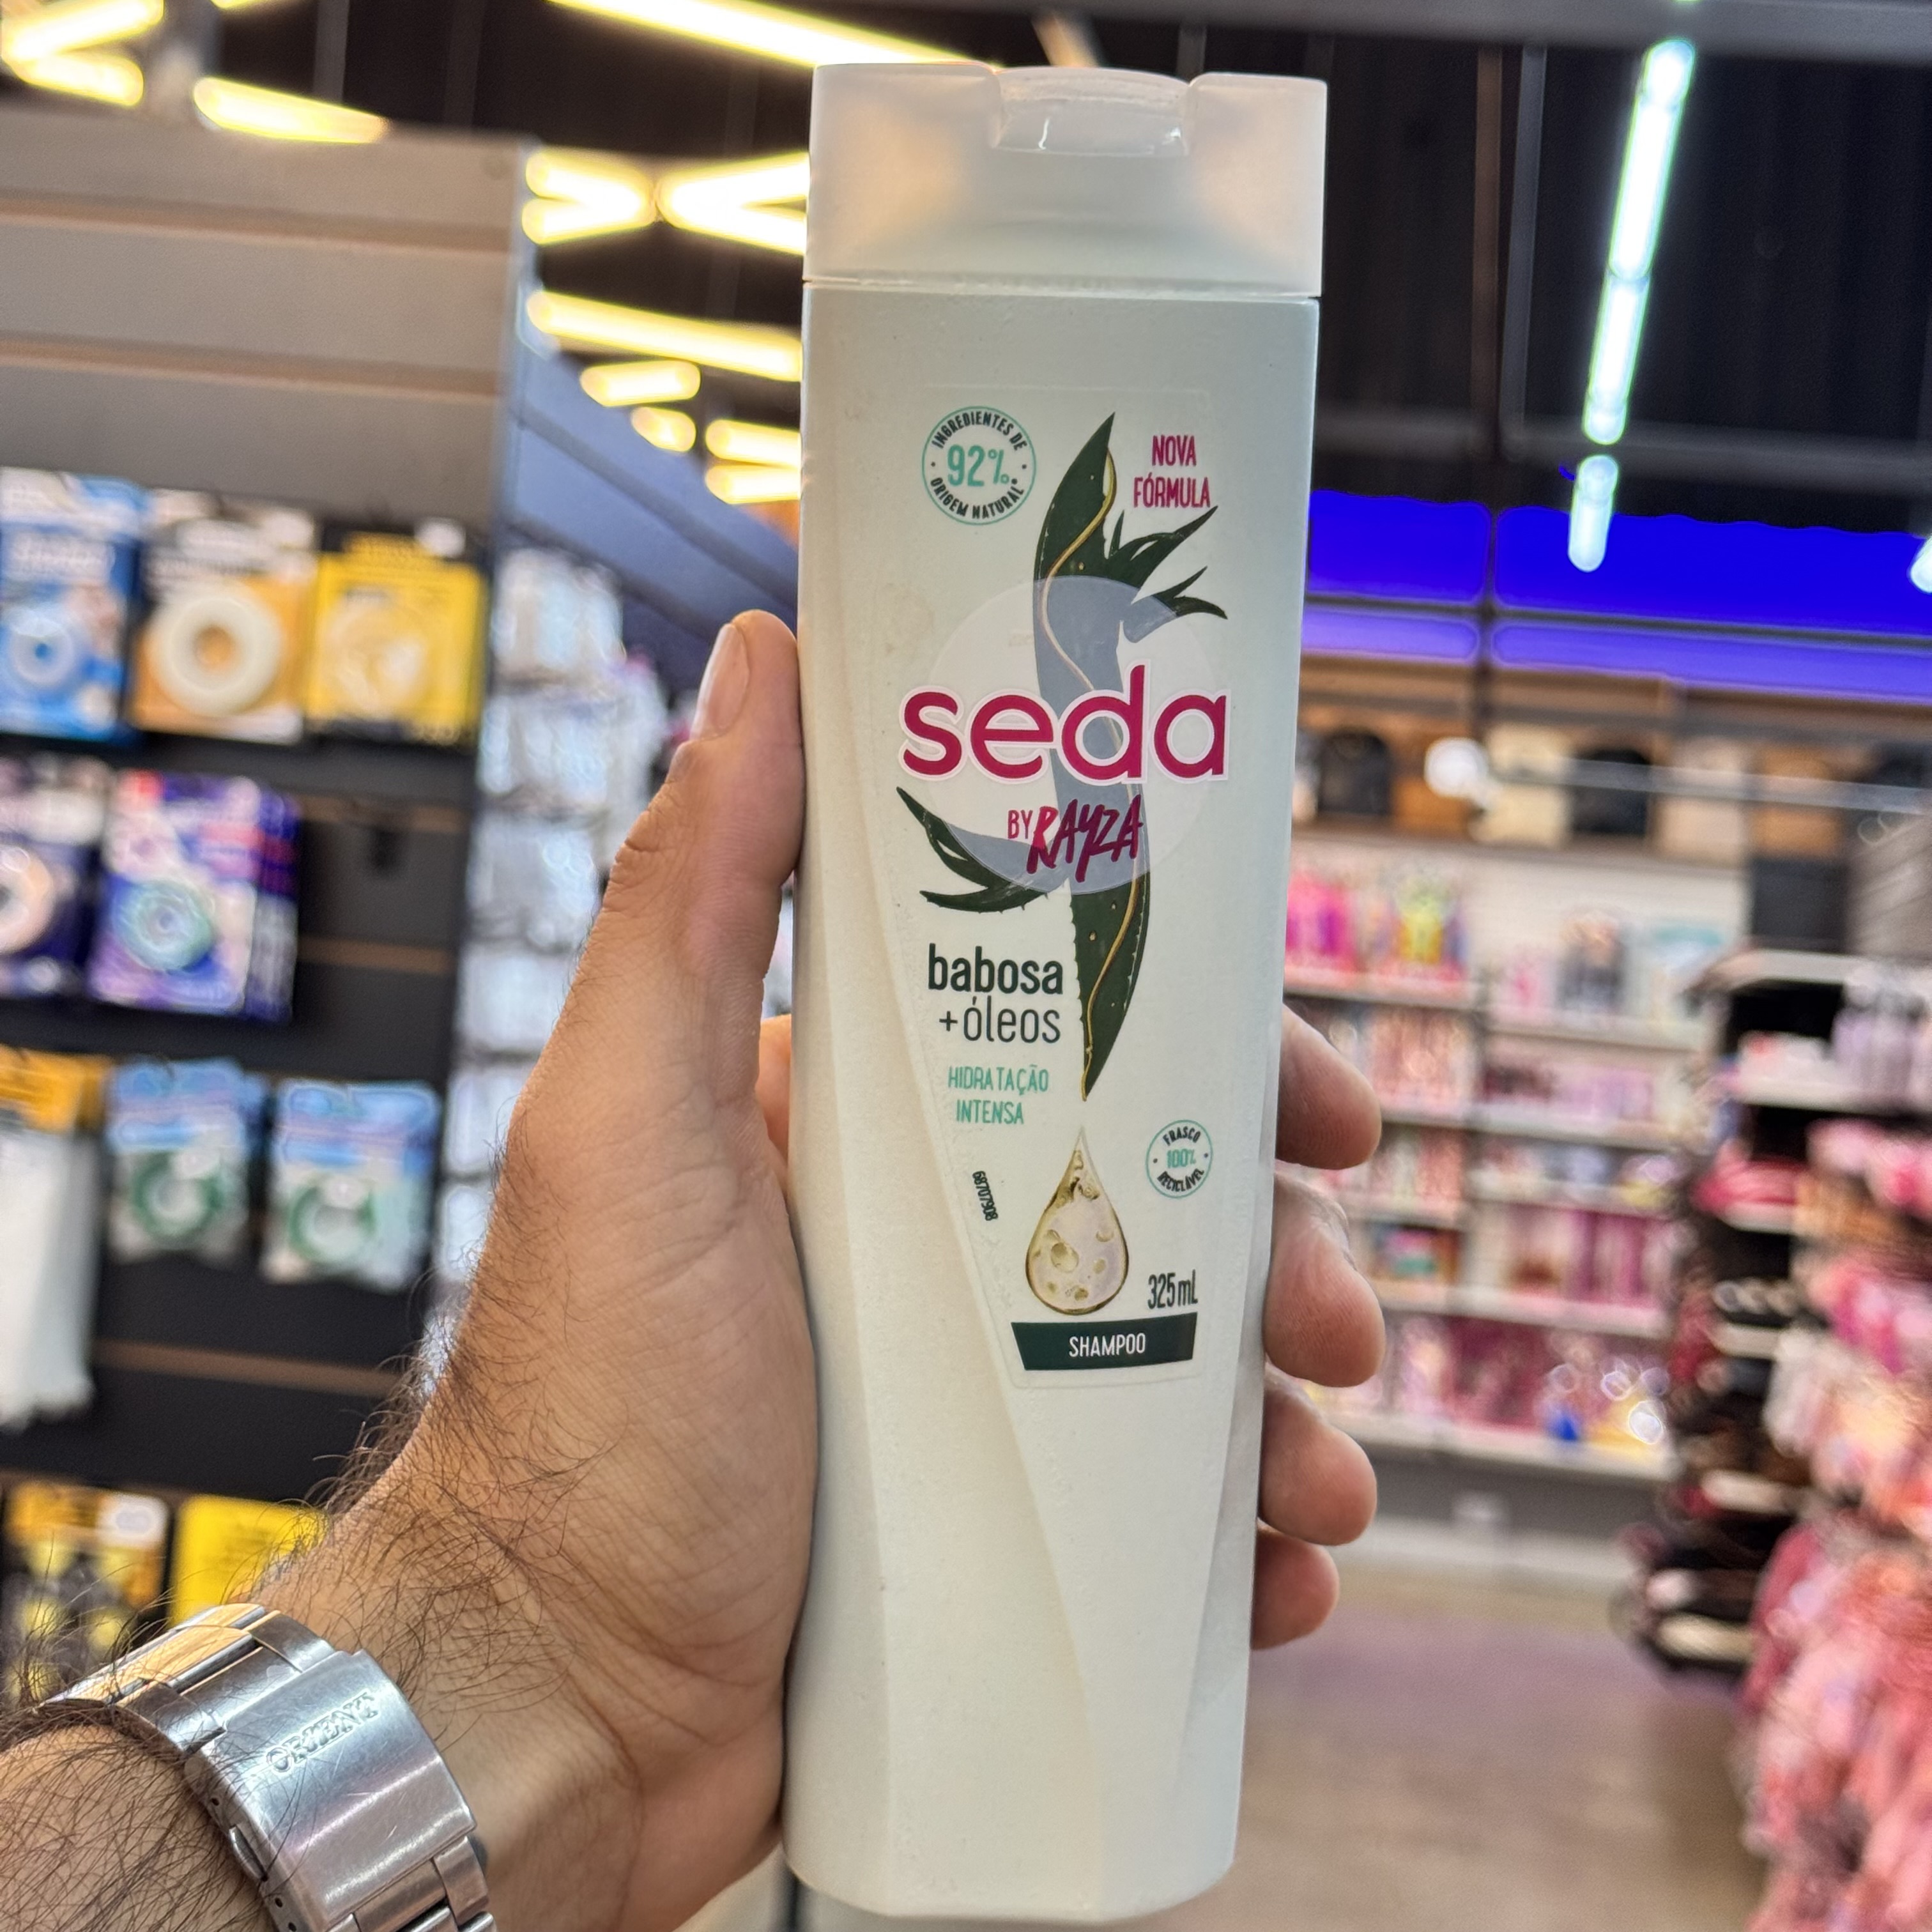 INGREDIENTES DE
92%
ORIGEM NATURAL*
NOVA
FÓRMULA
seda
BY RAYZA
babosa
+óleos
HIDRATAÇÃO
INTENSA
FRASCO
100%
RECICLÁVEL
68707908
325mL
SHAMPOO
ORIENT